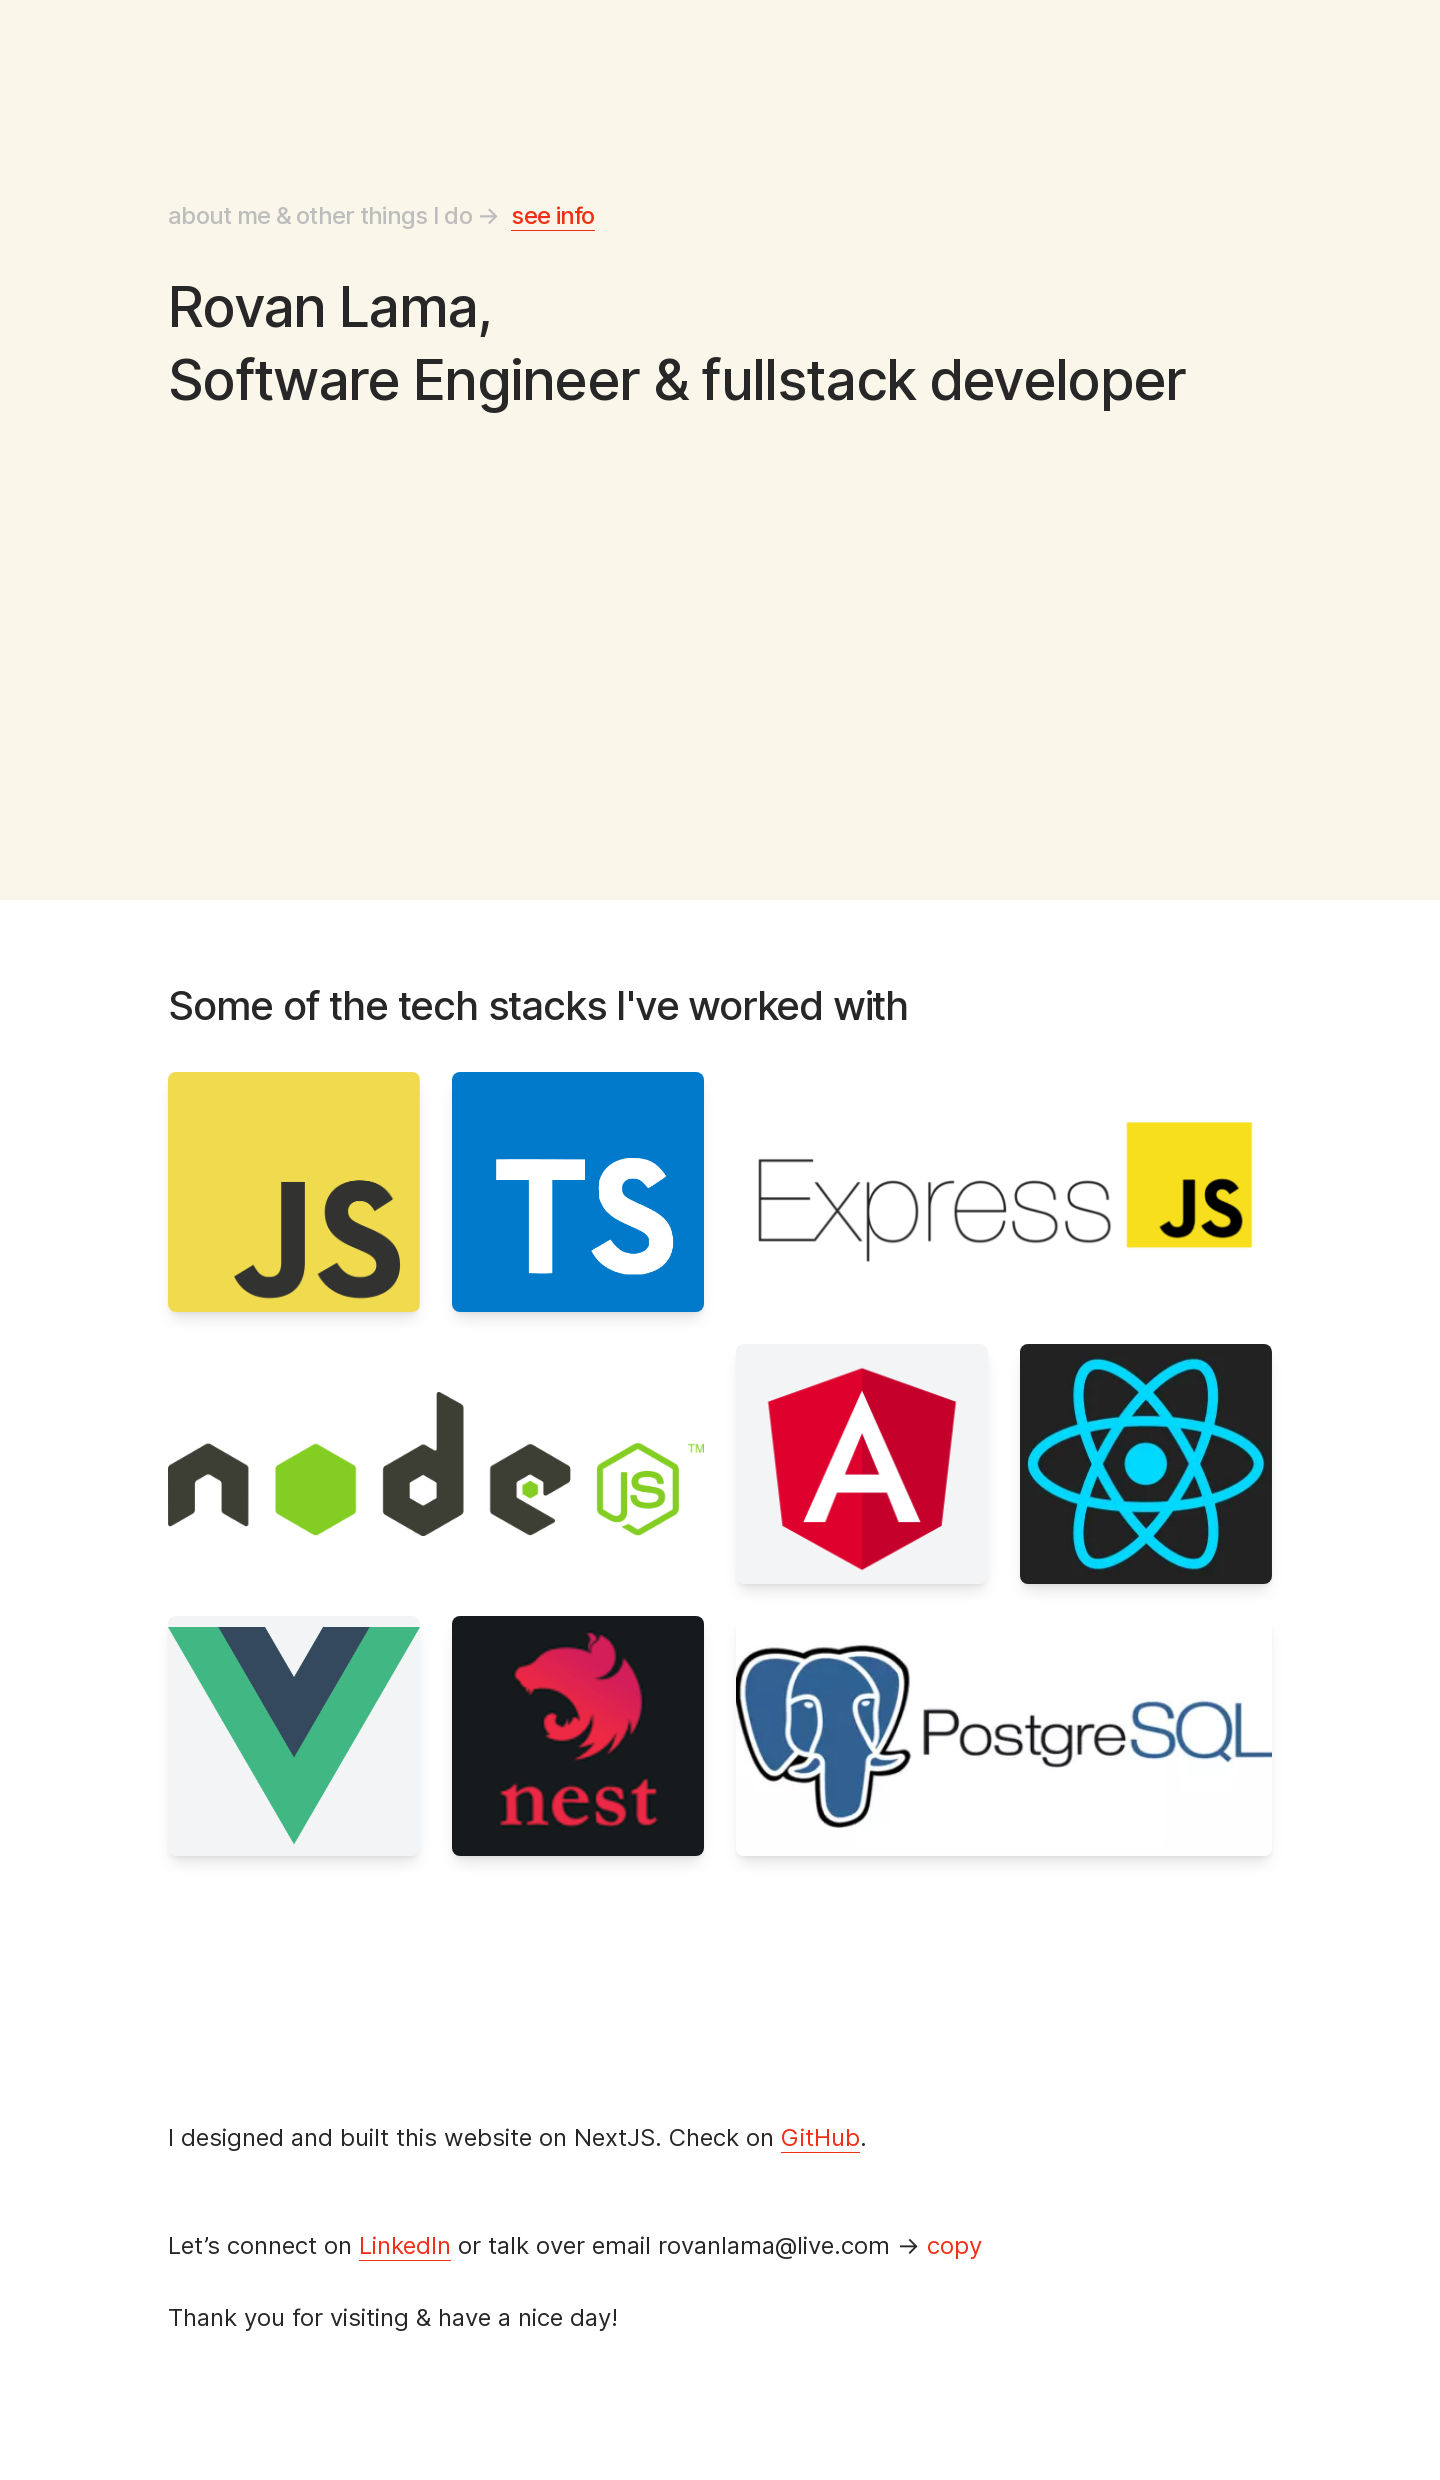 about me & other things I do → see info
Rovan Lama,
Software Engineer & fullstack developer
Some of the tech stacks I've worked with
JS
TS
Express JS
node JS TM
A
nest
PostgreSQL
I designed and built this website on NextJS. Check on GitHub.
Let’s connect on LinkedIn or talk over email rovanlama@live.com → copy
Thank you for visiting & have a nice day!